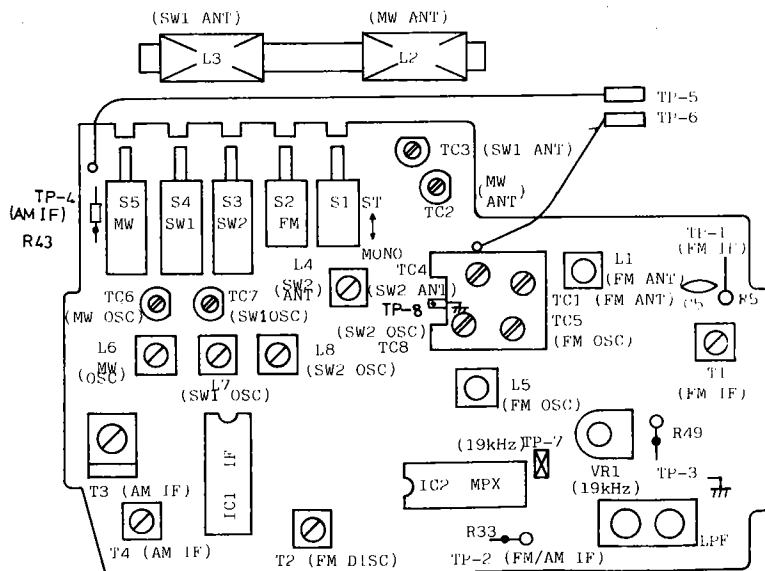 (SW1 ANT)
(MW ANT)
L3
L2
TP-5
TP-6
TC3 (SW1 ANT)
(MW
ANT)
TC2
TP-4
(AM IF)
R43
S5
MW
S4
SW1
S3
SW2
S2
FM
S1
ST
MONO
TP-1
(FM IF)
L4
(SW2
ANT)
TC4
(SW2 ANT)
L1
(FM ANT)
TC1 (FM ANT)
R5
TC6
(MW OSC)
TC7
(SW1OSC)
TP-8
(SW2 OSC)
TC8
TC5
(FM OSC)
L6
MW
(OSC)
L7
(SW1 OSC)
L8
(SW2 OSC)
T1
(FM IF)
L5
(FM OSC)
T3 (AM IF)
IC1 IF
(19kHz)
TP-7
VR1
(19kHz)
R49
TP-3
IC2 MPX
T4 (AM IF)
T2 (FM DISC)
R33
TP-2 (FM/AM IF)
LPF